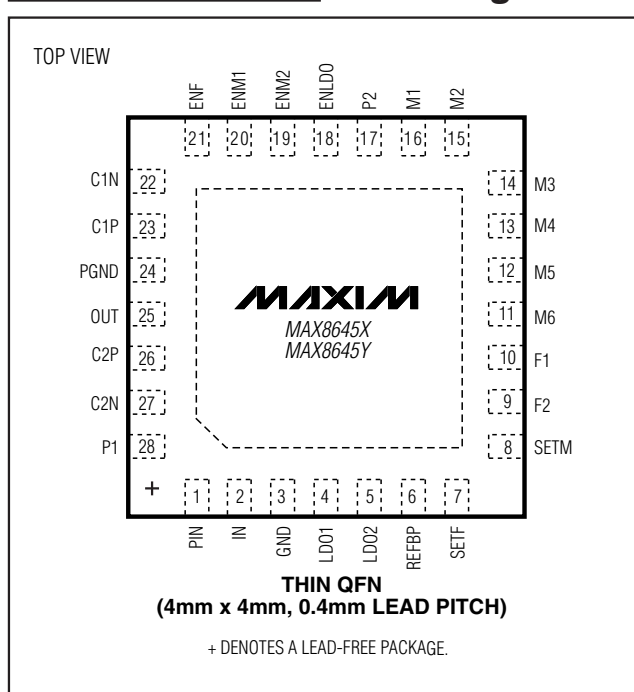 TOP VIEW
ENF
ENM1
ENM2
ENLDO
P2
M1
M2
21
20
19
18
17
16
15
C1N 22
C1P 23
PGND 24
OUT 25
C2P 26
C2N 27
P1 28
14 M3
13 M4
12 M5
11 M6
10 F1
9 F2
8 SETM
MAXIM
MAX8645X
MAX8645Y
+
1
2
3
4
5
6
7
PIN
IN
GND
LDO1
LDO2
REFBP
SETF
THIN QFN
(4mm x 4mm, 0.4mm LEAD PITCH)
+ DENOTES A LEAD-FREE PACKAGE.